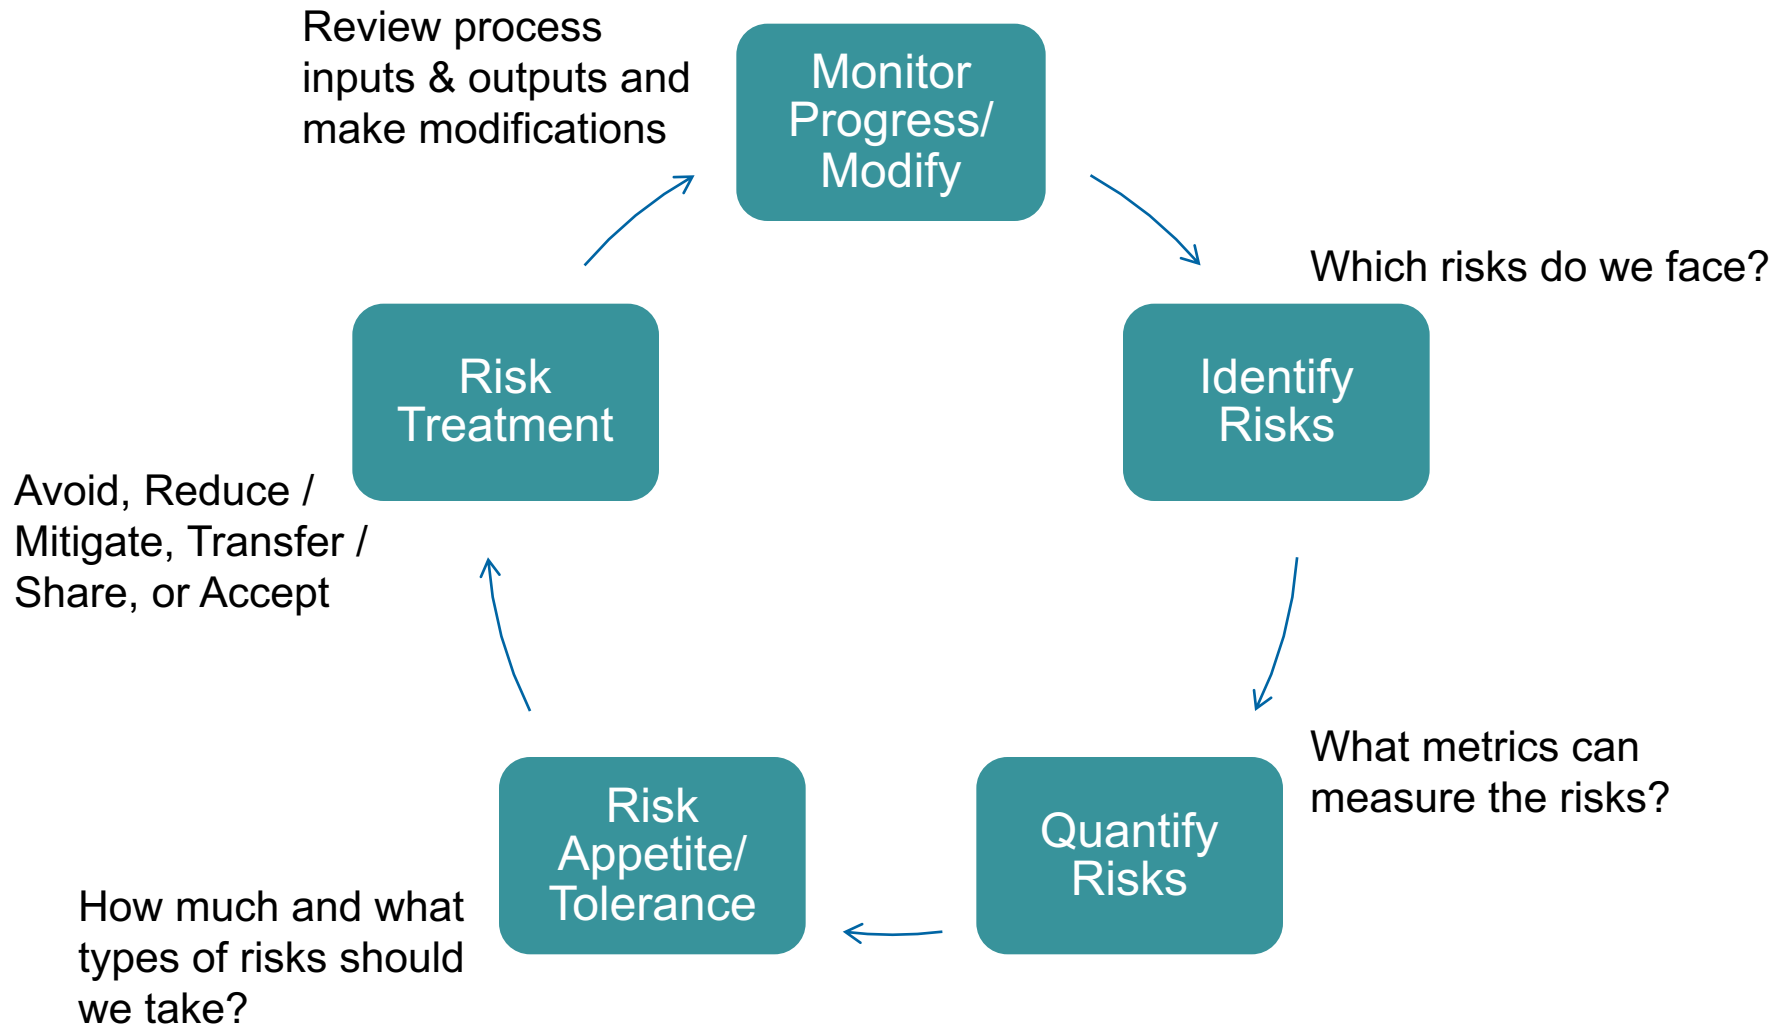 Review process
inputs & outputs and
make modifications
Monitor
Progress/
Modify
Which risks do we face?
Identify
Risks
What metrics can
measure the risks?
Quantify
Risks
Risk
Appetite/
Tolerance
How much and what
types of risks should
we take?
Risk
Treatment
Avoid, Reduce /
Mitigate, Transfer /
Share, or Accept